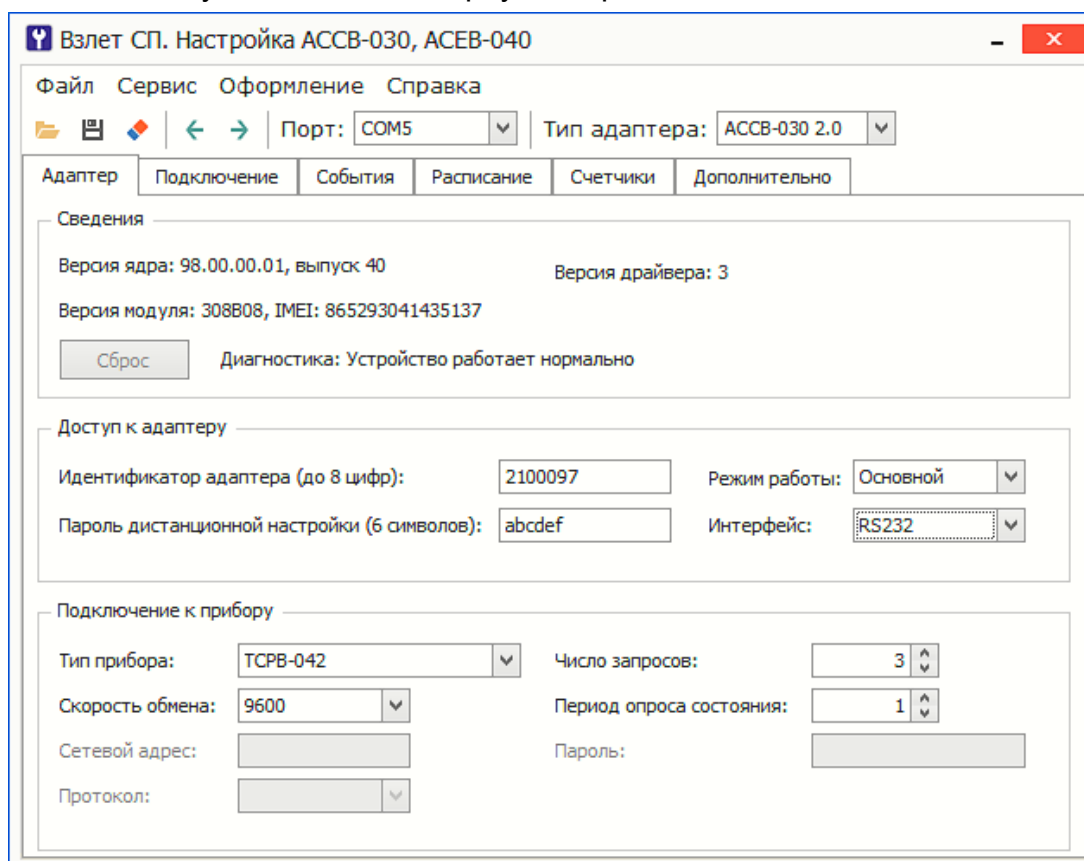 Взлет СП. Настройка АССВ-030, АСЕВ-040
Файл Сервис Оформление Справка
Порт: COM5 Тип адаптера: АССВ-030 2.0
Адаптер Подключение События Расписание Счетчики Дополнительно
Сведения
Версия ядра: 98.00.00.01, выпуск 40 Версия драйвера: 3
Версия модуля: 308B08, IMEI: 865293041435137
Сброс Диагностика: Устройство работает нормально
Доступ к адаптеру
Идентификатор адаптера (до 8 цифр): 2100097 Режим работы: Основной
Пароль дистанционной настройки (6 символов): abcdef Интерфейс: RS232
Подключение к прибору
Тип прибора: ТСРВ-042 Число запросов: 3
Скорость обмена: 9600 Период опроса состояния: 1
Сетевой адрес: Пароль:
Протокол: